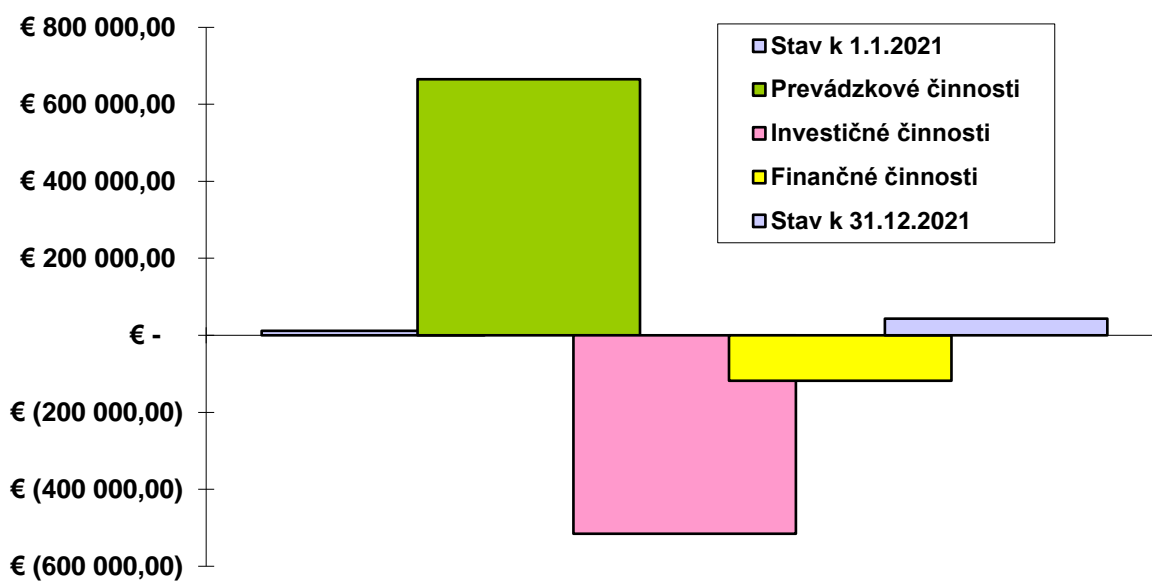 € 800 000,00
€ 600 000,00
€ 400 000,00
€ 200 000,00
€ -
€ (200 000,00)
€ (400 000,00)
€ (600 000,00)
Stav k 1.1.2021
Prevádzkové činnosti
Investičné činnosti
Finančné činnosti
Stav k 31.12.2021